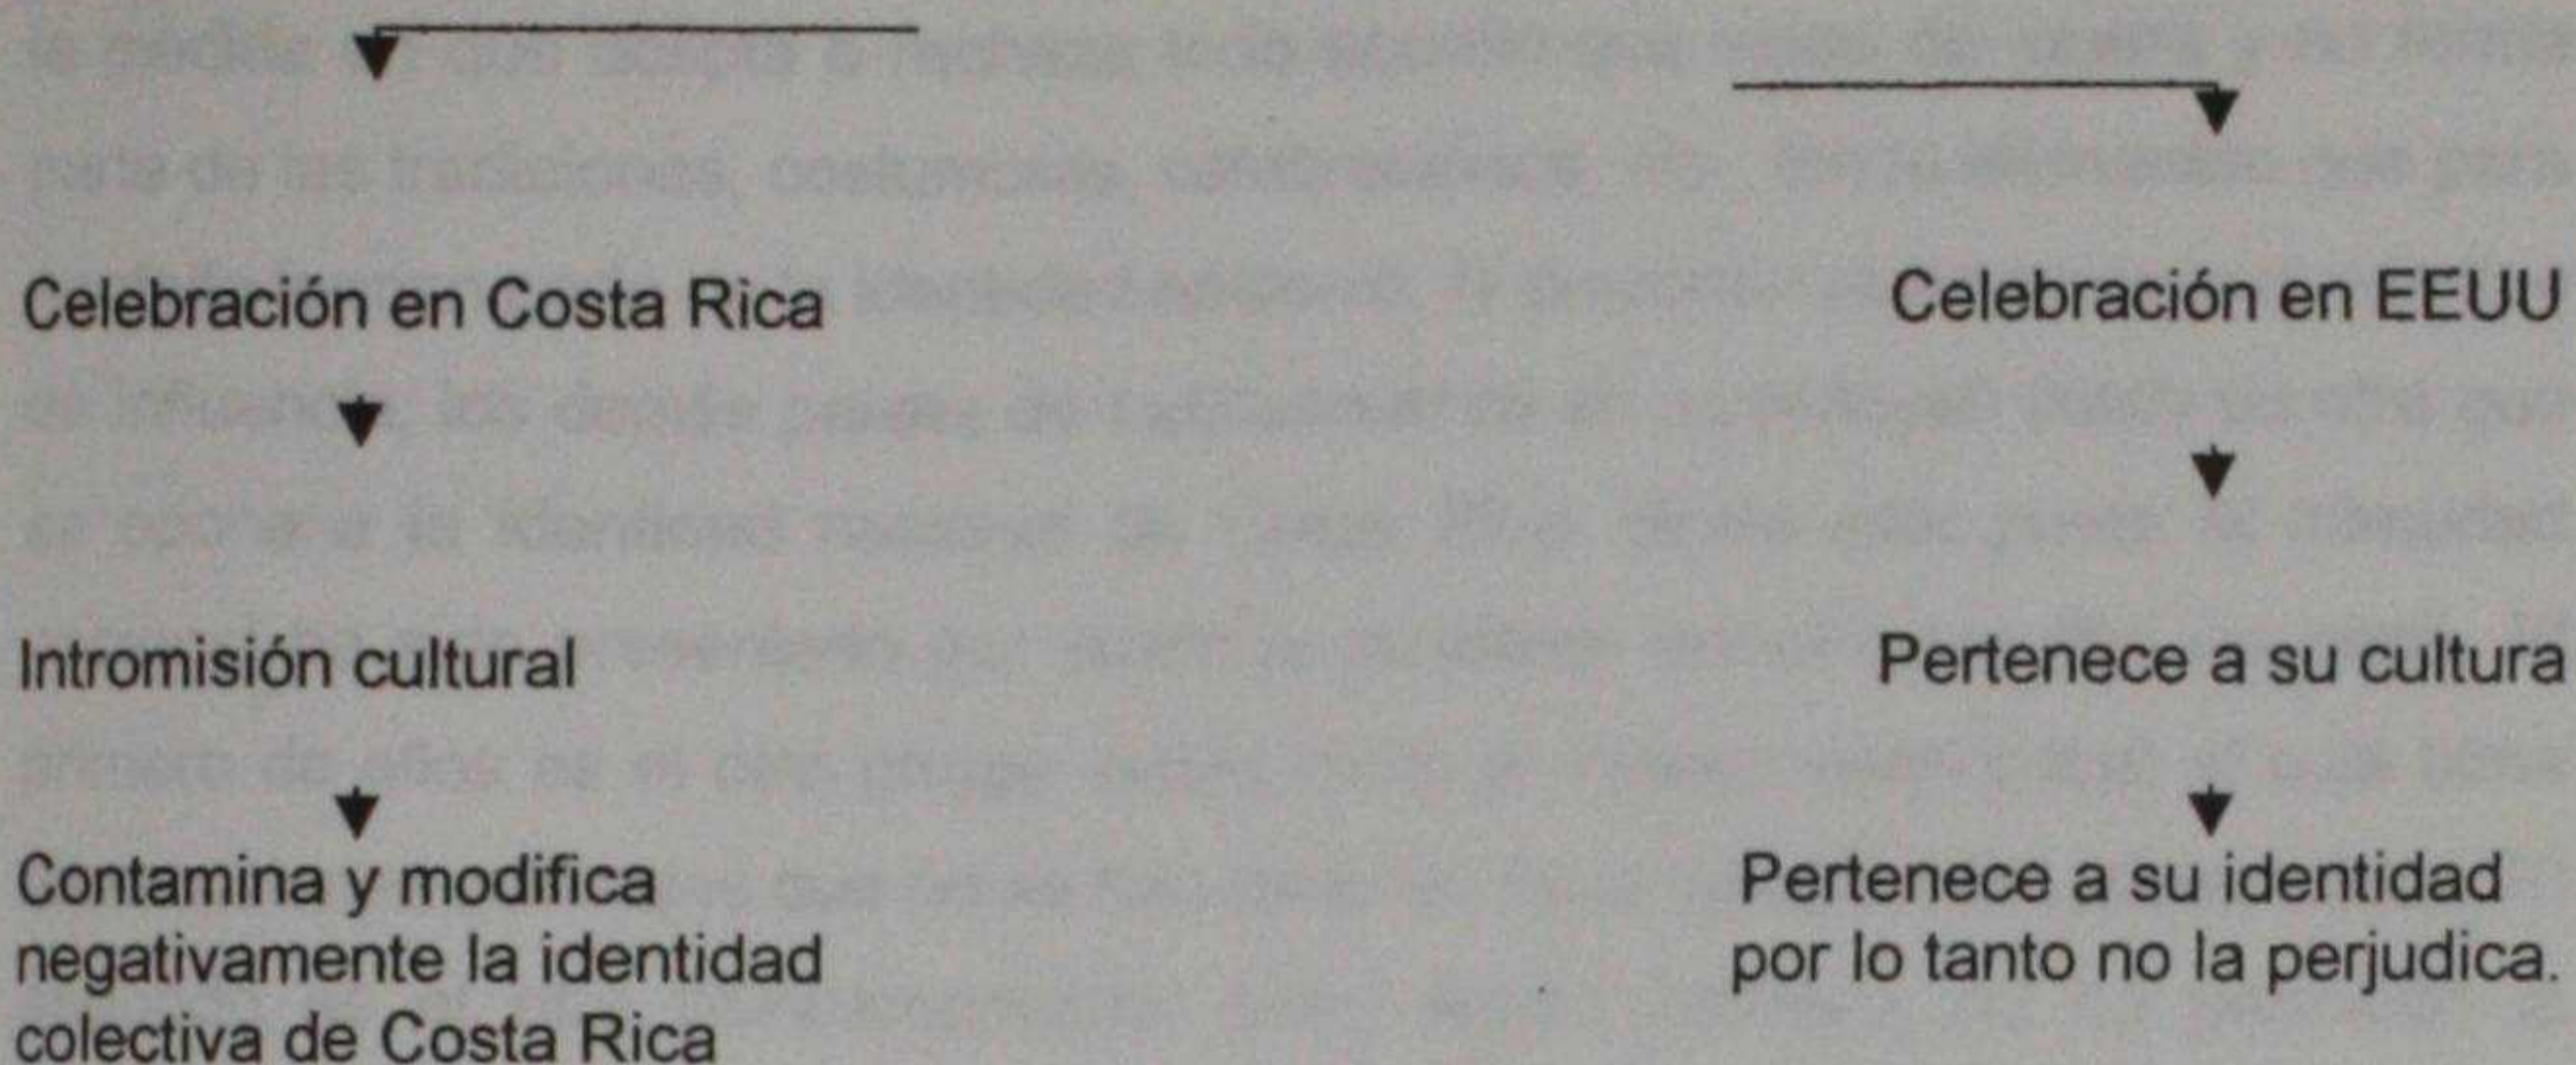 Celebración en Costa Rica
Celebración en EEUU
Intromisión cultural
Pertenece a su cultura
Contamina y modifica
negativamente la identidad
colectiva de Costa Rica
Pertenece a su identidad
por lo tanto no la perjudica.